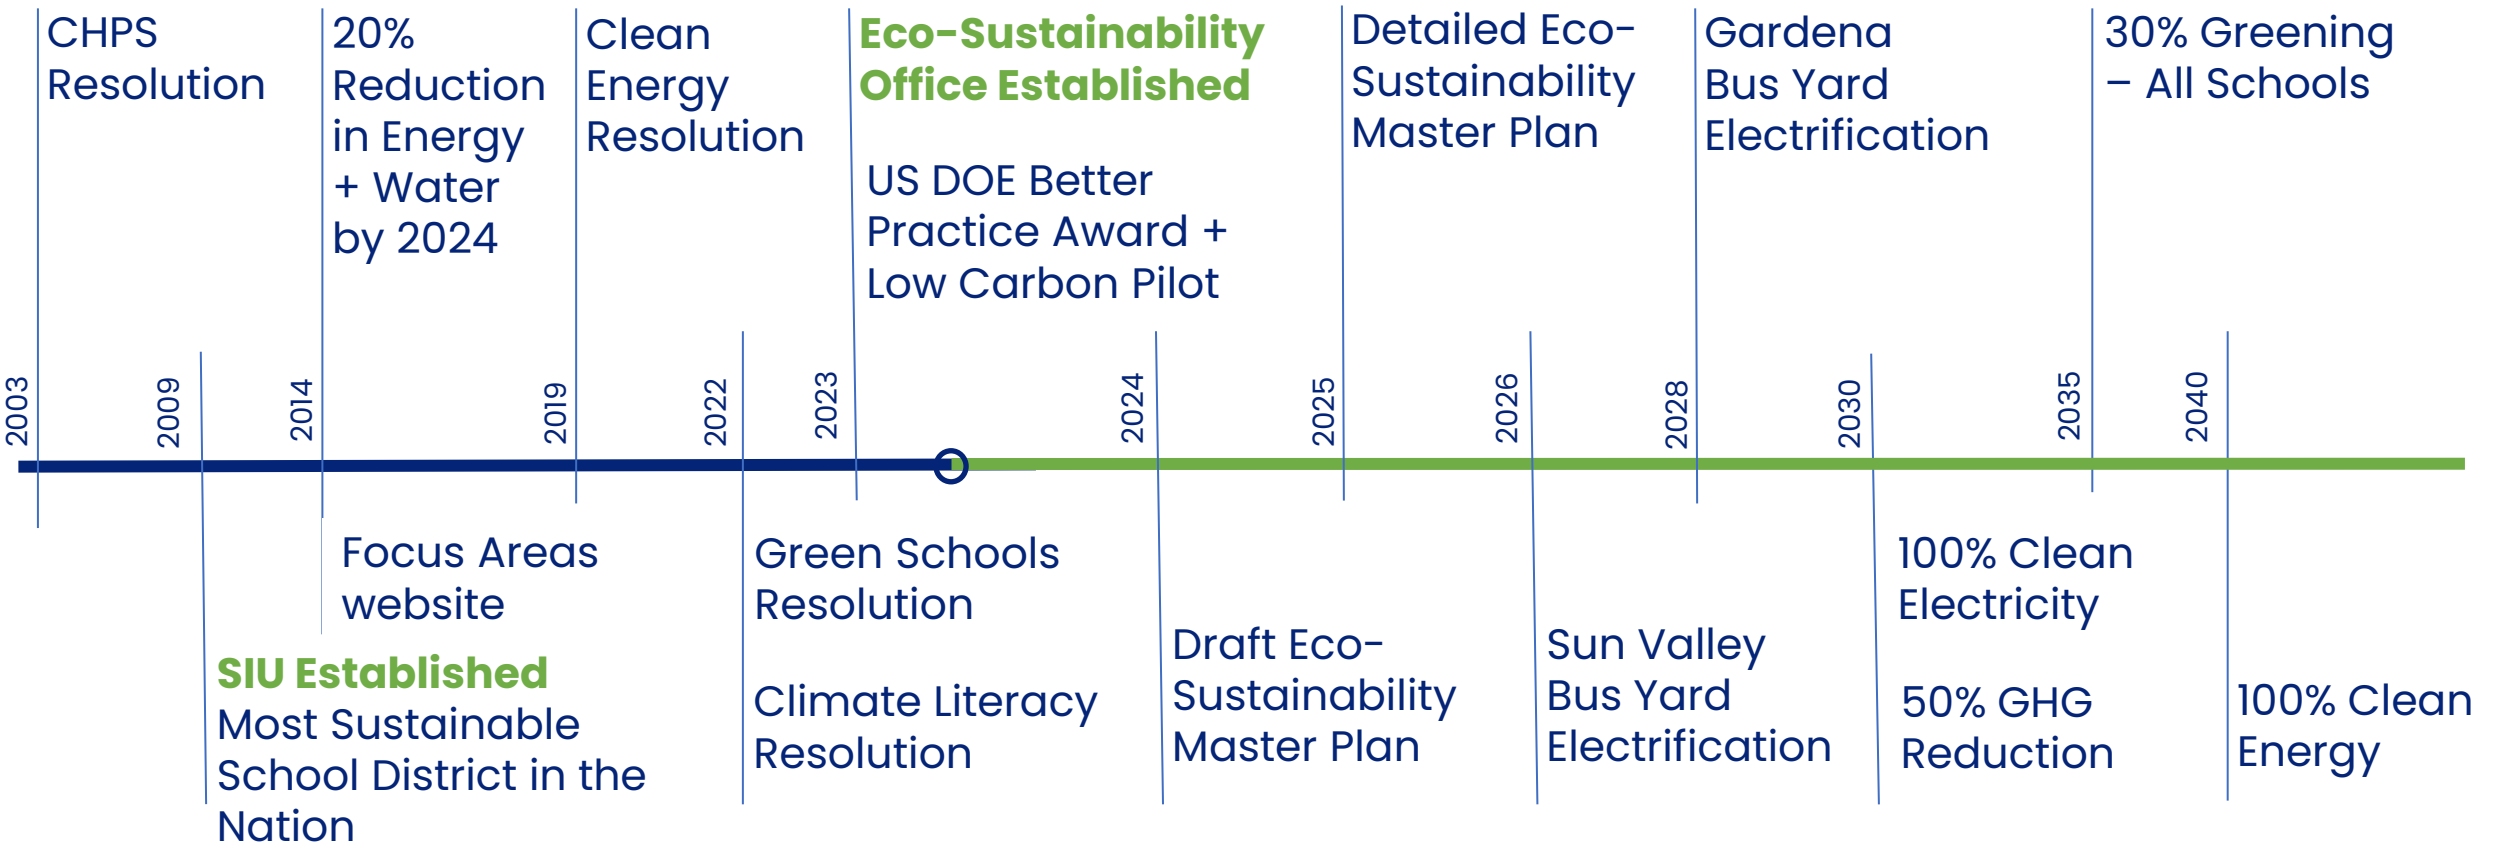 CHPS
Resolution
20%
Reduction
in Energy
+ Water
by 2024
Clean
Energy
Resolution
Eco-Sustainability
Office Established
US DOE Better
Practice Award +
Low Carbon Pilot
Detailed Eco-
Sustainability
Master Plan
Gardena
Bus Yard
Electrification
30% Greening
– All Schools
2003
2009
2014
2019
2022
2023
2024
2025
2026
2028
2030
2035
2040
Focus Areas
website
SIU Established
Most Sustainable
School District in the
Nation
Green Schools
Resolution
Climate Literacy
Resolution
Draft Eco-
Sustainability
Master Plan
Sun Valley
Bus Yard
Electrification
100% Clean
Electricity
50% GHG
Reduction
100% Clean
Energy